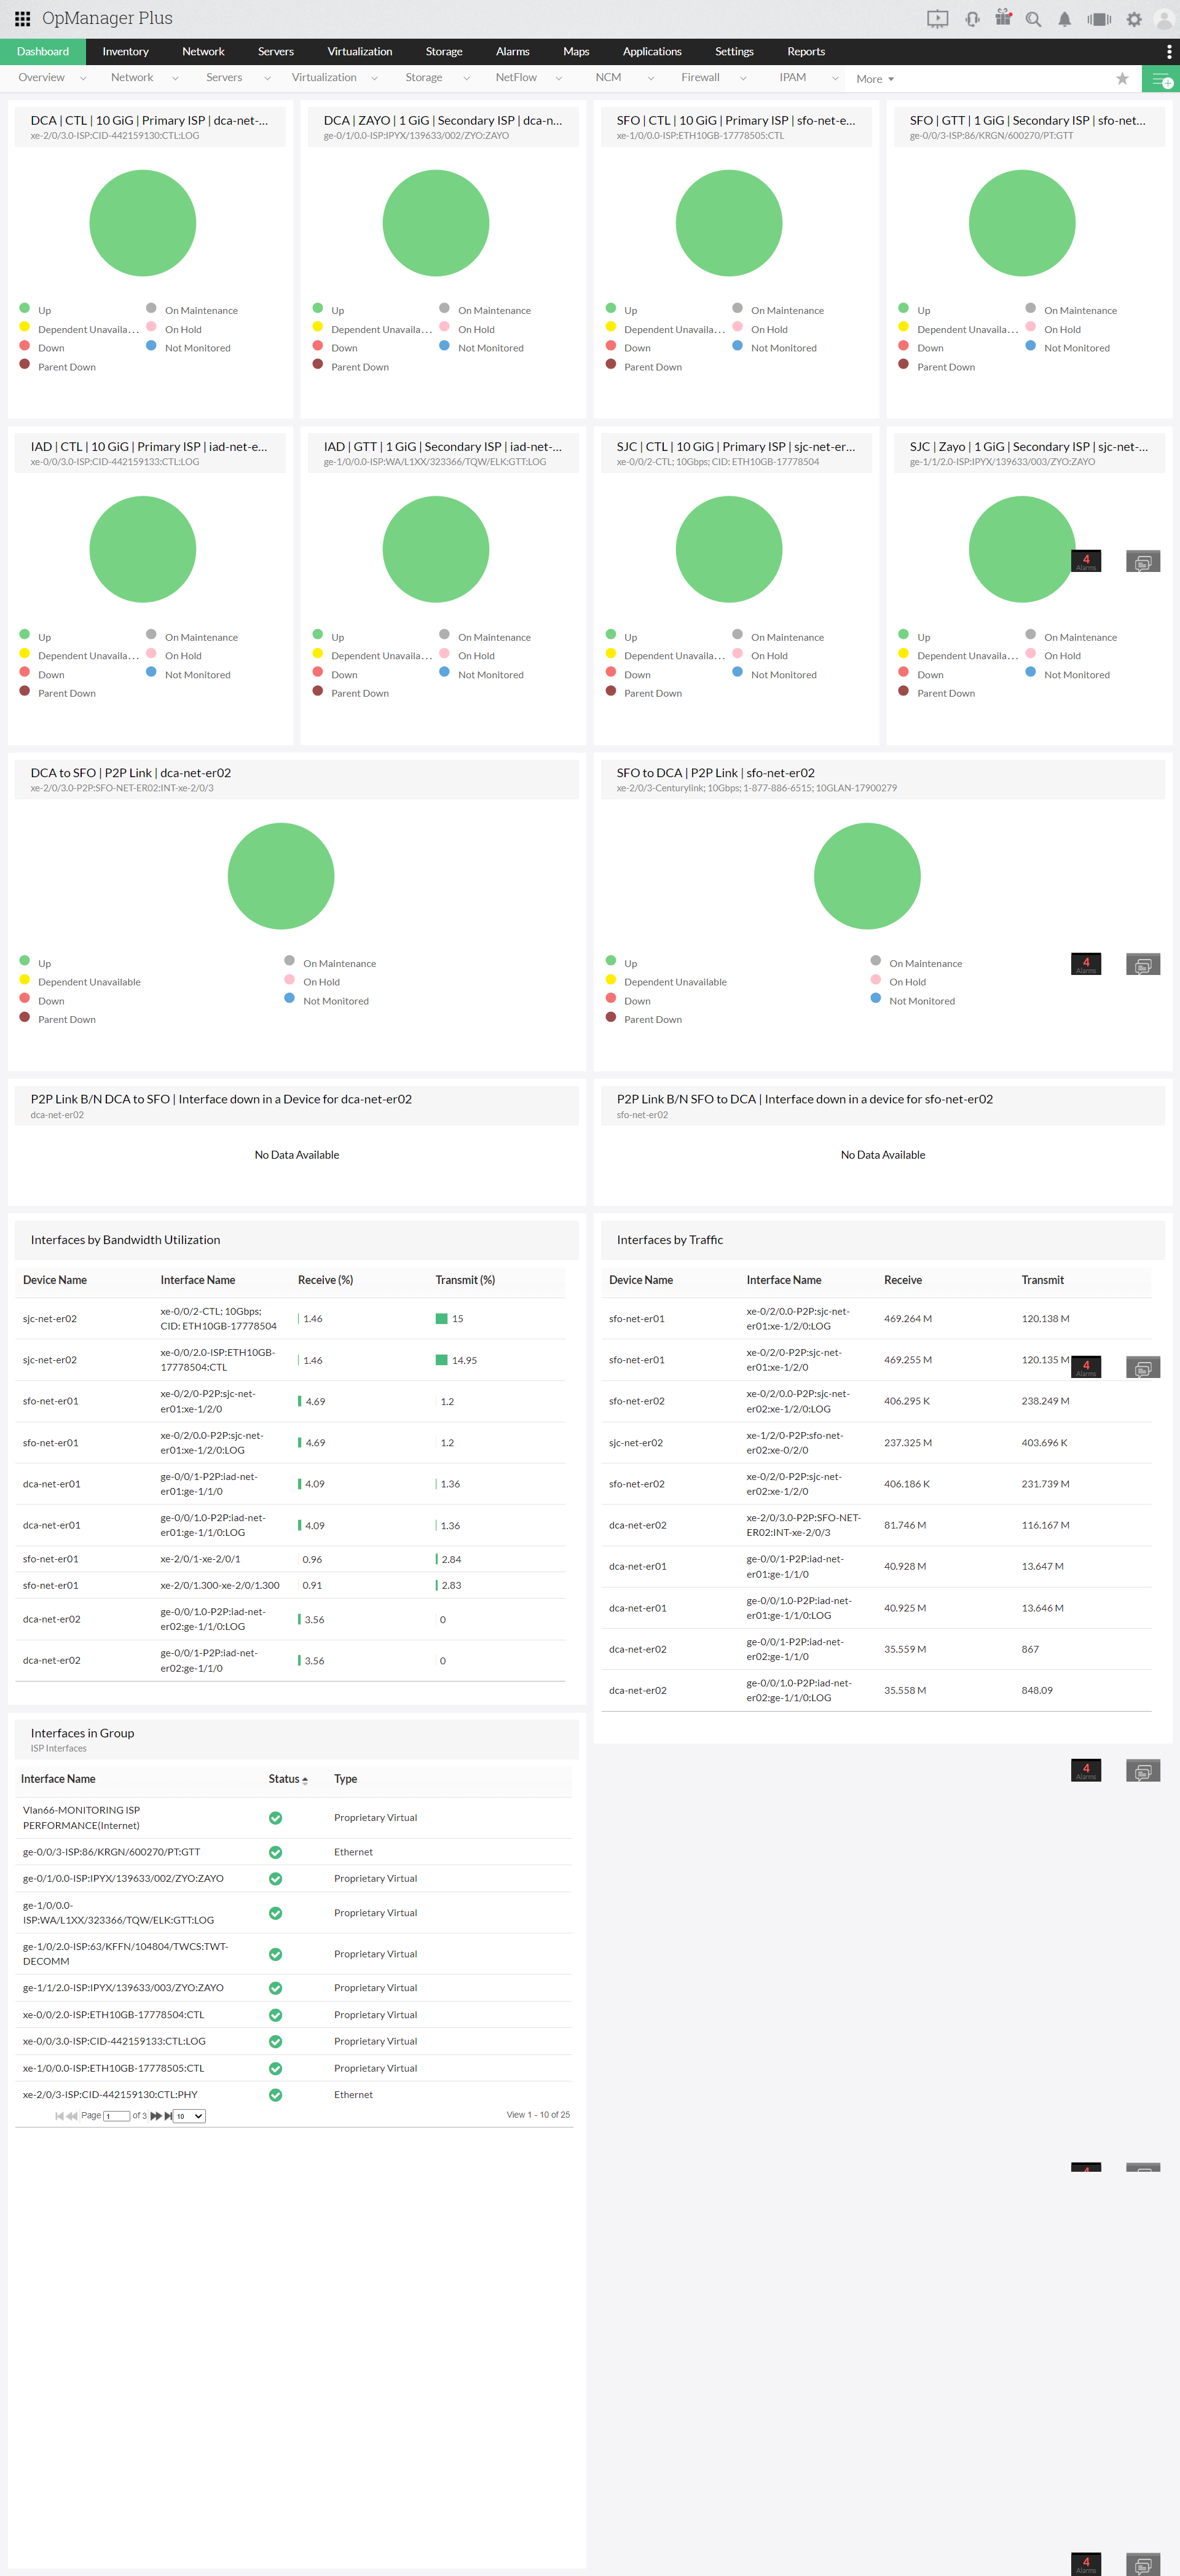 OpManager Plus
Dashboard Inventory Network Servers Virtualization Storage Alarms Maps Applications Settings Reports
Overview Network Servers Virtualization Storage NetFlow NCM Firewall IPAM More
DCA | CTL | 10 GiG | Primary ISP | dca-net-...
xe-2/0/3.0-ISP:CID-442159130:CTL:LOG
Up On Maintenance
Dependent Unavaila... On Hold
Down Not Monitored
Parent Down
DCA | ZAYO | 1 GiG | Secondary ISP | dca-n...
ge-0/1/0.0-ISP:IPYX/139633/002/ZYO:ZAYO
Up On Maintenance
Dependent Unavaila... On Hold
Down Not Monitored
Parent Down
SFO | CTL | 10 GiG | Primary ISP | sfo-net-e...
xe-1/0/0.0-ISP:ETH10GB-17778505:CTL
Up On Maintenance
Dependent Unavaila... On Hold
Down Not Monitored
Parent Down
SFO | GTT | 1 GiG | Secondary ISP | sfo-net...
ge-0/0/3-ISP:86/KRGN/600270/PT:GTT
Up On Maintenance
Dependent Unavaila... On Hold
Down Not Monitored
Parent Down
IAD | CTL | 10 GiG | Primary ISP | iad-net-e...
xe-0/0/3.0-ISP:CID-442159133:CTL:LOG
Up On Maintenance
Dependent Unavaila... On Hold
Down Not Monitored
Parent Down
IAD | GTT | 1 GiG | Secondary ISP | iad-net-...
ge-1/0/0.0-ISP:WA/L1XX/323366/TQW/ELK:GTT:LOG
Up On Maintenance
Dependent Unavaila... On Hold
Down Not Monitored
Parent Down
SJC | CTL | 10 GiG | Primary ISP | sjc-net-er...
xe-0/0/2-CTL; 10Gbps; CID: ETH10GB-17778504
Up On Maintenance
Dependent Unavaila... On Hold
Down Not Monitored
Parent Down
SJC | Zayo | 1 GiG | Secondary ISP | sjc-net-...
ge-1/1/2.0-ISP:IPYX/139633/003/ZYO:ZAYO
4
Alarms
Up On Maintenance
Dependent Unavaila... On Hold
Down Not Monitored
Parent Down
DCA to SFO | P2P Link | dca-net-er02
xe-2/0/3.0-P2P:SFO-NET-ER02:INT-xe-2/0/3
Up On Maintenance
Dependent Unavailable On Hold
Down Not Monitored
Parent Down
SFO to DCA | P2P Link | sfo-net-er02
xe-2/0/3-Centurylink; 10Gbps; 1-877-886-6515; 10GLAN-17900279
Up On Maintenance
Dependent Unavailable On Hold
Down Not Monitored
Parent Down
4
Alarms
P2P Link B/N DCA to SFO | Interface down in a Device for dca-net-er02
dca-net-er02
No Data Available
P2P Link B/N SFO to DCA | Interface down in a device for sfo-net-er02
sfo-net-er02
No Data Available
Interfaces by Bandwidth Utilization
Device Name Interface Name Receive (%) Transmit (%)
sjc-net-er02 xe-0/0/2-CTL; 10Gbps; CID: ETH10GB-17778504 1.46 15
sjc-net-er02 xe-0/0/2.0-ISP:ETH10GB-17778504:CTL 1.46 14.95
sfo-net-er01 xe-0/2/0-P2P:sjc-net-er01:xe-1/2/0 4.69 1.2
sfo-net-er01 xe-0/2/0.0-P2P:sjc-net-er01:xe-1/2/0:LOG 4.69 1.2
dca-net-er01 ge-0/0/1-P2P:iad-net-er01:ge-1/1/0 4.09 1.36
dca-net-er01 ge-0/0/1.0-P2P:iad-net-er01:ge-1/1/0:LOG 4.09 1.36
sfo-net-er01 xe-2/0/1-xe-2/0/1 0.96 2.84
sfo-net-er01 xe-2/0/1.300-xe-2/0/1.300 0.91 2.83
dca-net-er02 ge-0/0/1.0-P2P:iad-net-er02:ge-1/1/0:LOG 3.56 0
dca-net-er02 ge-0/0/1-P2P:iad-net-er02:ge-1/1/0 3.56 0
Interfaces by Traffic
Device Name Interface Name Receive Transmit
sfo-net-er01 xe-0/2/0.0-P2P:sjc-net-er01:xe-1/2/0:LOG 469.264 M 120.138 M
sfo-net-er01 xe-0/2/0-P2P:sjc-net-er01:xe-1/2/0 469.255 M 120.135 M
4
Alarms
sfo-net-er02 xe-0/2/0.0-P2P:sjc-net-er02:xe-1/2/0:LOG 406.295 K 238.249 M
sjc-net-er02 xe-1/2/0-P2P:sfo-net-er02:xe-0/2/0 237.325 M 403.696 K
sfo-net-er02 xe-0/2/0-P2P:sjc-net-er02:xe-1/2/0 406.186 K 231.739 M
dca-net-er02 xe-2/0/3.0-P2P:SFO-NET-ER02:INT-xe-2/0/3 81.746 M 116.167 M
dca-net-er01 ge-0/0/1-P2P:iad-net-er01:ge-1/1/0 40.928 M 13.647 M
dca-net-er01 ge-0/0/1.0-P2P:iad-net-er01:ge-1/1/0:LOG 40.925 M 13.646 M
dca-net-er02 ge-0/0/1-P2P:iad-net-er02:ge-1/1/0 35.559 M 867
dca-net-er02 ge-0/0/1.0-P2P:iad-net-er02:ge-1/1/0:LOG 35.558 M 848.09
Interfaces in Group
ISP Interfaces
Interface Name Status Type
4
Alarms
Vlan66-MONITORING ISP PERFORMANCE(Internet) Proprietary Virtual
ge-0/0/3-ISP:86/KRGN/600270/PT:GTT Ethernet
ge-0/1/0.0-ISP:IPYX/139633/002/ZYO:ZAYO Proprietary Virtual
ge-1/0/0.0-ISP:WA/L1XX/323366/TQW/ELK:GTT:LOG Proprietary Virtual
ge-1/0/2.0-ISP:63/KFFN/104804/TWCS:TWT-DECOMM Proprietary Virtual
ge-1/1/2.0-ISP:IPYX/139633/003/ZYO:ZAYO Proprietary Virtual
xe-0/0/2.0-ISP:ETH10GB-17778504:CTL Proprietary Virtual
xe-0/0/3.0-ISP:CID-442159133:CTL:LOG Proprietary Virtual
xe-1/0/0.0-ISP:ETH10GB-17778505:CTL Proprietary Virtual
xe-2/0/3-ISP:CID-442159130:CTL:PHY Ethernet
Page 1 of 3 10 View 1 - 10 of 25
4
4
Alarms